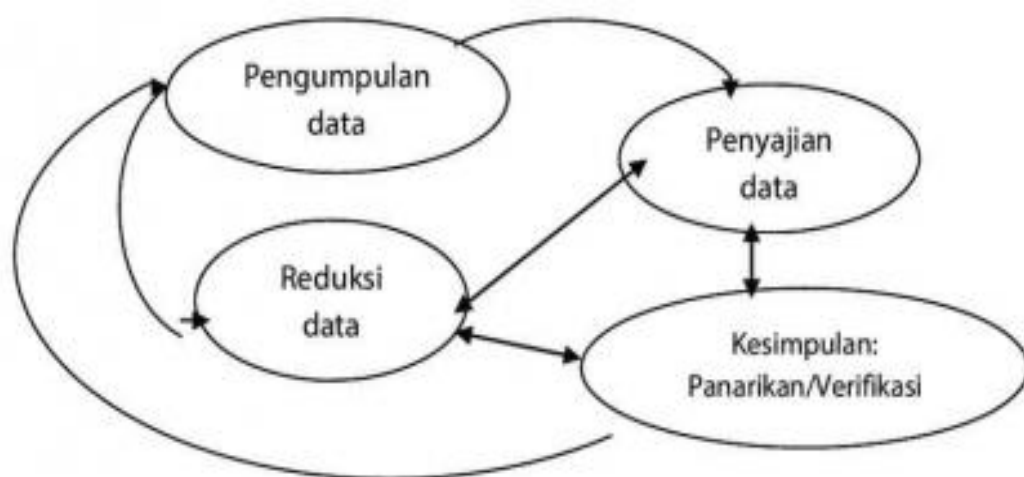 Pengumpulan
data
Penyajian
data
Reduksi
data
Kesimpulan:
Panarikan/Verifikasi